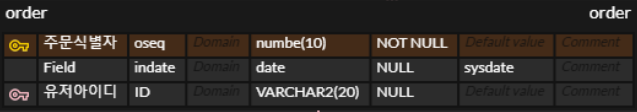 order order
주문식별자 oseq Domain numbe(10) NOT NULL Default value Comment
Field indate Domain date NULL sysdate Comment
유저아이디 ID Domain VARCHAR2(20) NULL Default value Comment